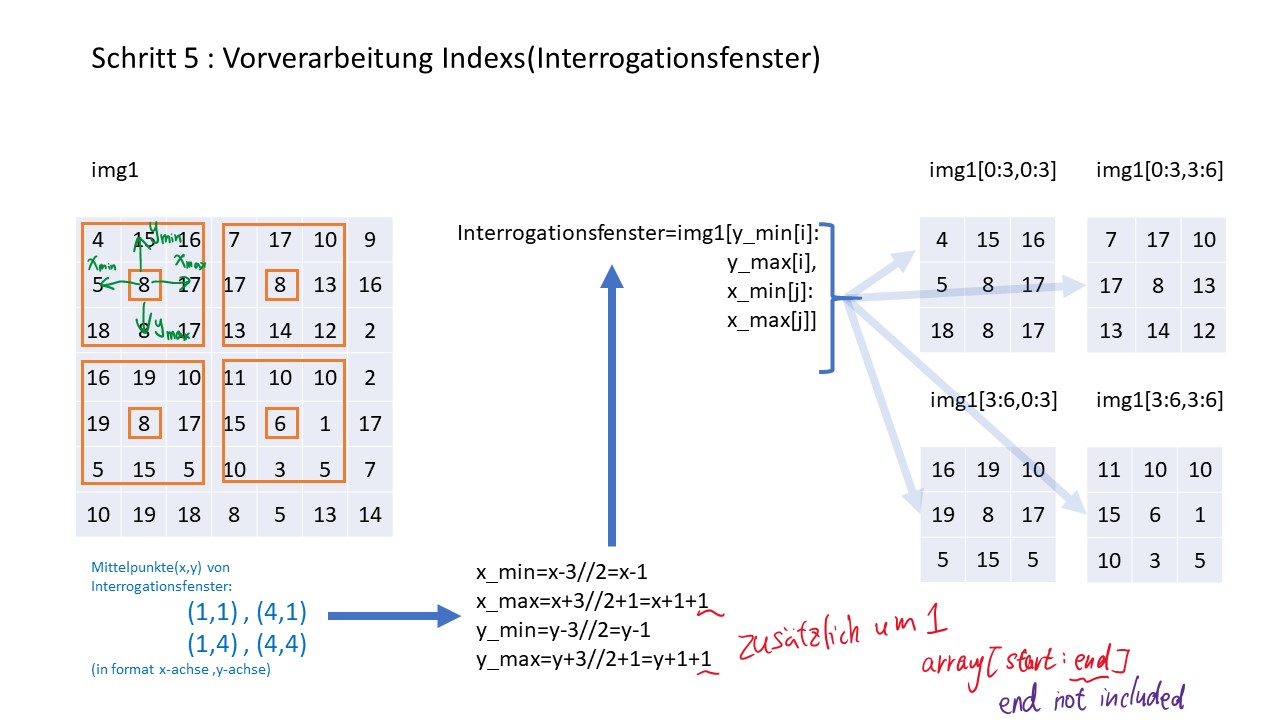 Schritt 5 : Vorverarbeitung Indexs(Interrogationsfenster)
img1
4 15 16 7 17 10 9
5 8 27 17 8 13 16
18 8 17 13 14 12 2
16 19 10 11 10 10 2
19 8 17 15 6 1 17
5 15 5 10 3 5 7
10 19 18 8 5 13 14
y min
x min
x max
y max
Mittelpunkte(x,y) von
Interrogationsfenster:
(1,1) , (4,1)
(1,4) , (4,4)
(in format x-achse ,y-achse)
Interrogationsfenster=img1[y_min[i]:
y_max[i],
x_min[j]:
x_max[j]]
x_min=x-3//2=x-1
x_max=x+3//2+1=x+1+1
y_min=y-3//2=y-1
y_max=y+3//2+1=y+1+1
zusätzlich um 1
array[start: end]
end not included
img1[0:3,0:3]
4 15 16
5 8 17
18 8 17
img1[0:3,3:6]
7 17 10
17 8 13
13 14 12
img1[3:6,0:3]
16 19 10
19 8 17
5 15 5
img1[3:6,3:6]
11 10 10
15 6 1
10 3 5